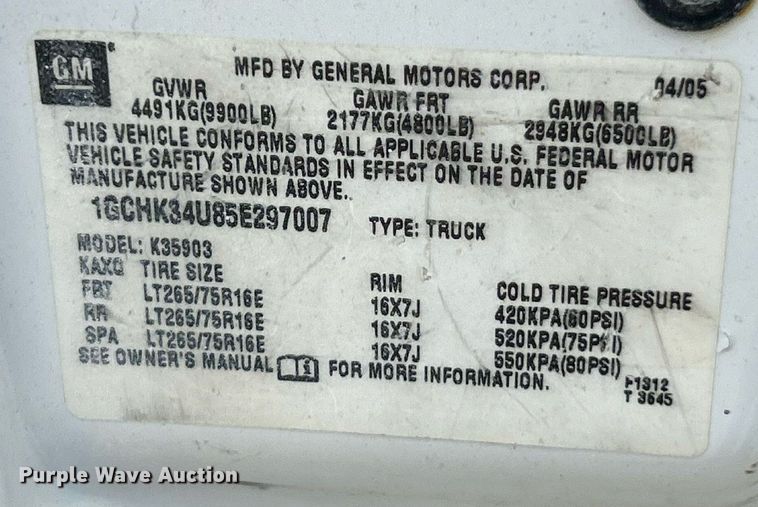 GM
MFD BY GENERAL MOTORS CORP. 04/05
GVWR GAWR FRT GAWR RR
4491KG(9900LB) 2177KG(4800LB) 2948KG(6500LB)
THIS VEHICLE CONFORMS TO ALL APPLICABLE U.S. FEDERAL MOTOR
VEHICLE SAFETY STANDARDS IN EFFECT ON THE DATE OF
MANUFACTURE SHOWN ABOVE.
1GCHK34U85E297007 TYPE: TRUCK
MODEL: K35903
KAXQ TIRE SIZE RIM COLD TIRE PRESSURE
FRT LT265/75R16E 16X7J 420KPA(60PSI)
RR LT265/75R16E 16X7J 520KPA(75PSI)
SPA LT265/75R16E 16X7J 550KPA(80PSI)
SEE OWNER'S MANUAL i FOR MORE INFORMATION.
F1312
T 3645
Purple Wave Auction